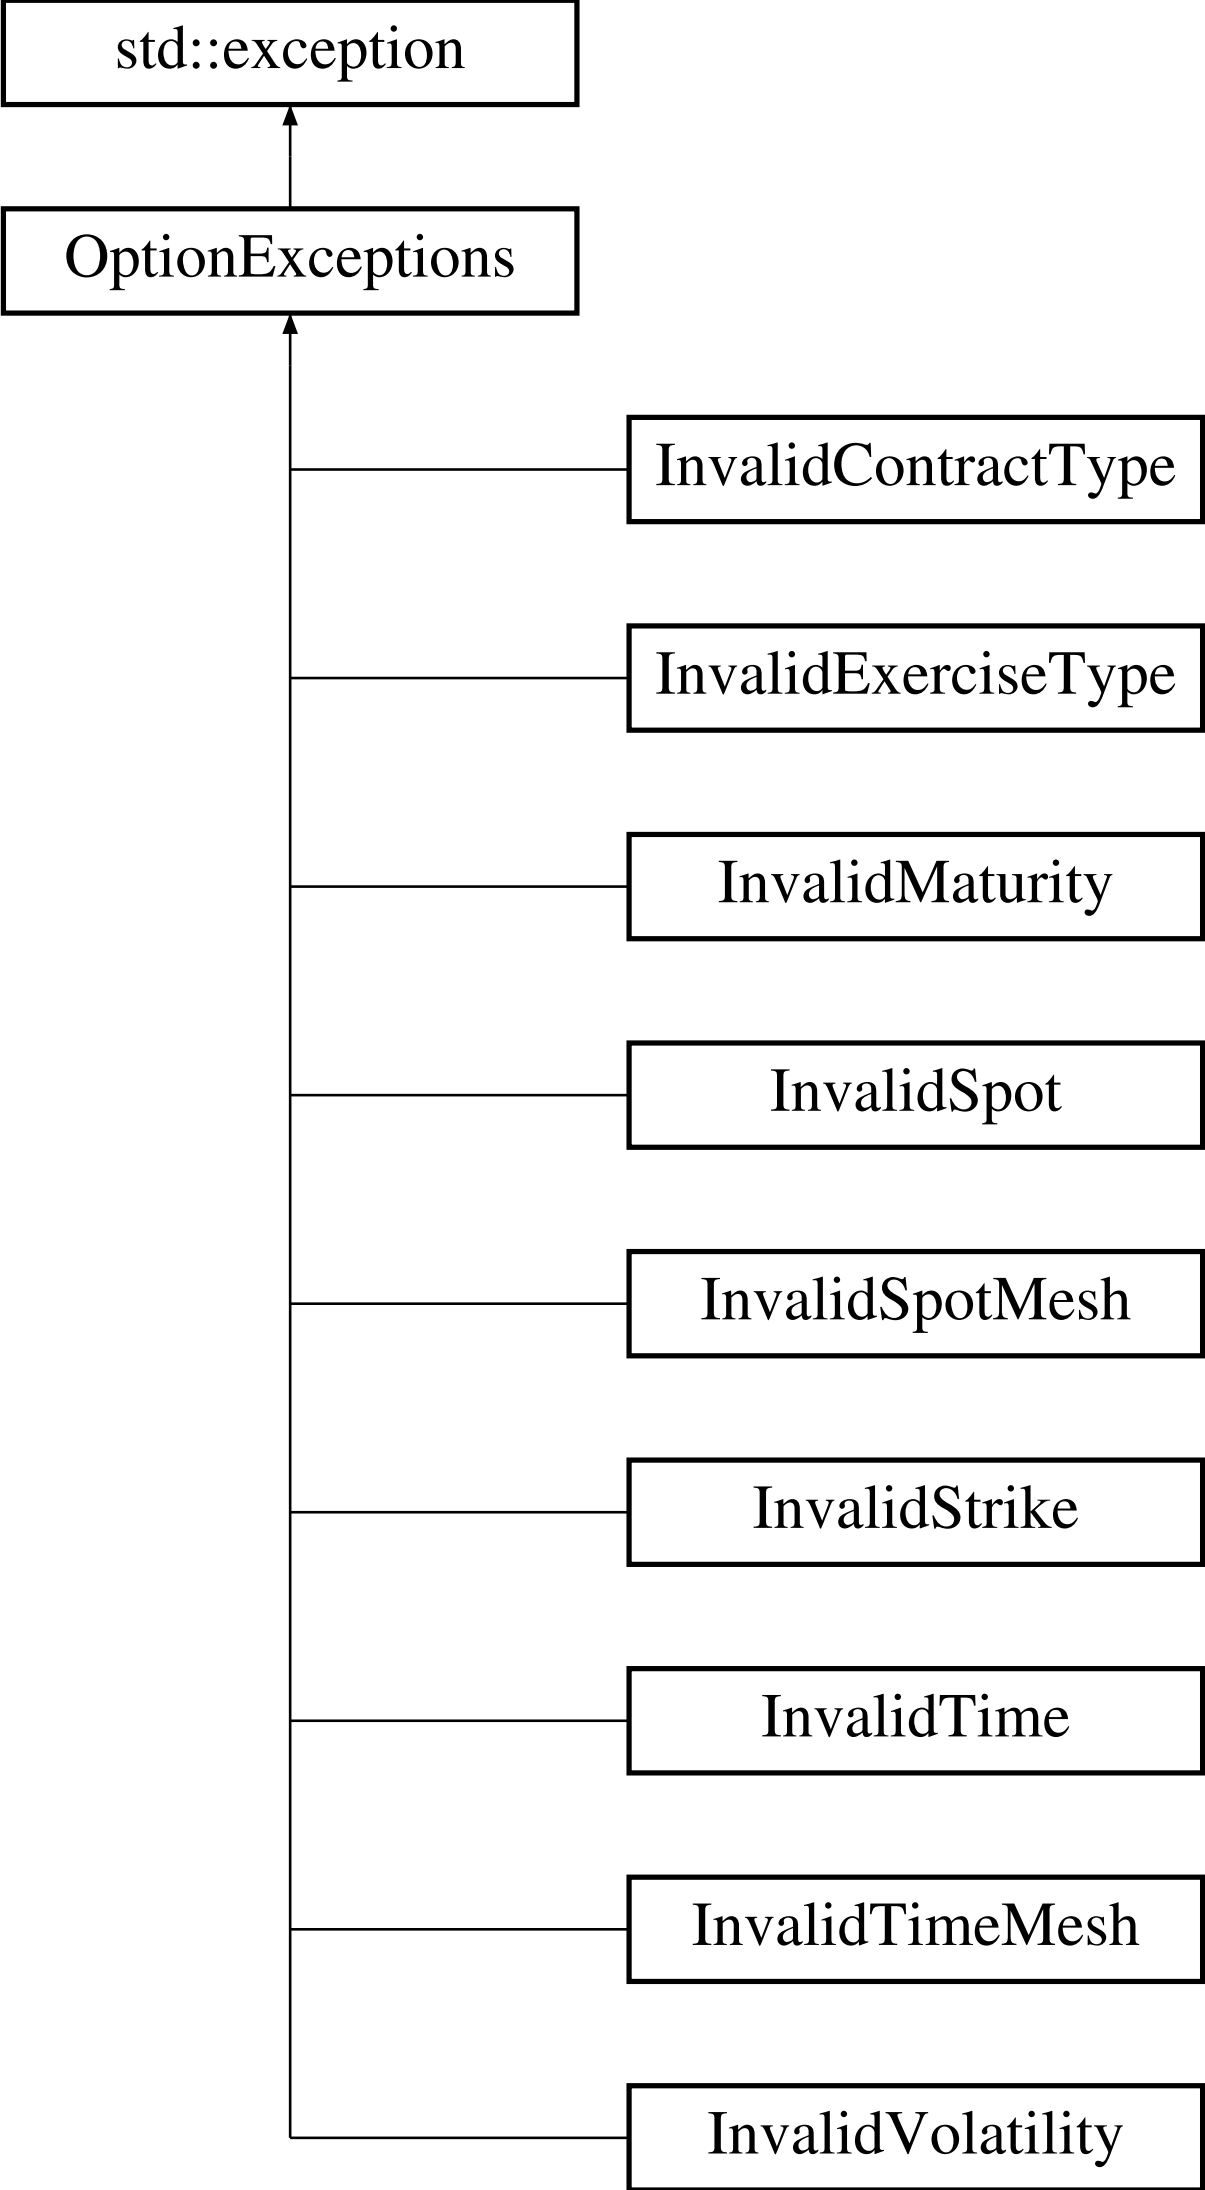 std::exception
OptionExceptions
InvalidContractType
InvalidExerciseType
InvalidMaturity
InvalidSpot
InvalidSpotMesh
InvalidStrike
InvalidTime
InvalidTimeMesh
InvalidVolatility